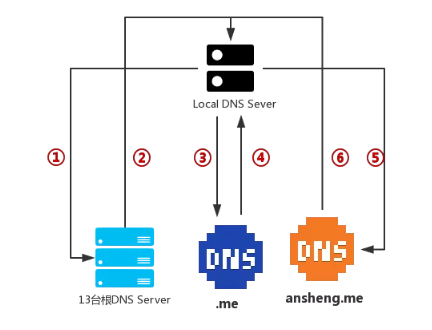 Local DNS Sever
① ② ③ ④ ⑥ ⑤
DNS DNS
13台根DNS Server .me ansheng.me